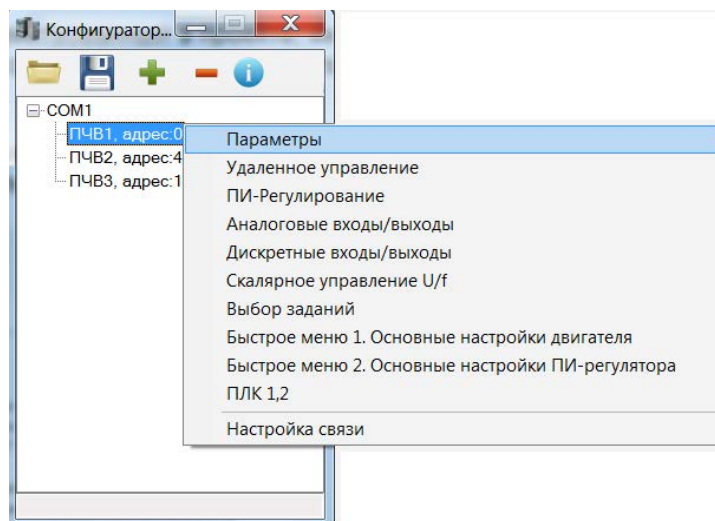 Конфигуратор...
COM1
ПЧВ1, адрес:0
ПЧВ2, адрес:4
ПЧВ3, адрес:1
Параметры
Удаленное управление
ПИ-Регулирование
Аналоговые входы/выходы
Дискретные входы/выходы
Скалярное управление U/f
Выбор заданий
Быстрое меню 1. Основные настройки двигателя
Быстрое меню 2. Основные настройки ПИ-регулятора
ПЛК 1,2
Настройка связи